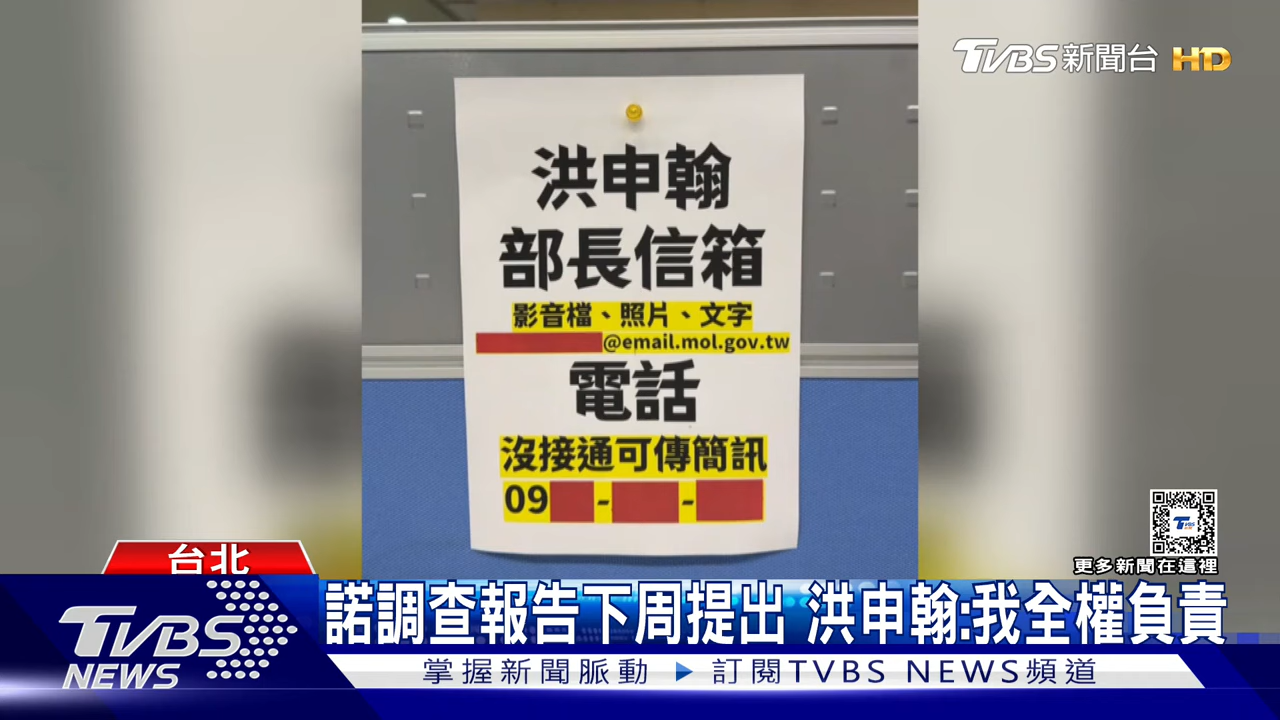 TVBS新聞台 HD
洪申翰
部長信箱
影音檔、照片、文字
@email.mol.gov.tw
電話
沒接通可傳簡訊
09 - -
TVBS
更多新聞在這裡
台北
諾調查報告下周提出 洪申翰:我全權負責
TVBS NEWS
掌握新聞脈動 ▶ 訂閱TVBS NEWS頻道